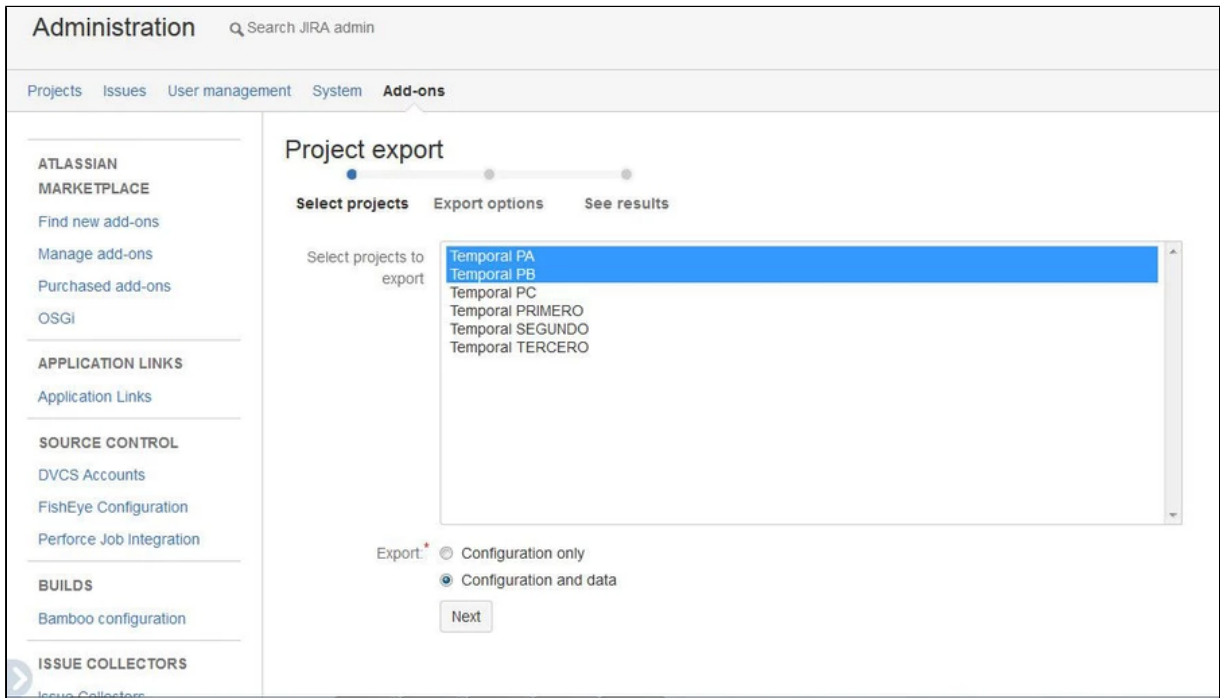 Administration
Search JIRA admin
Projects Issues User management System Add-ons
ATLASSIAN
MARKETPLACE
Find new add-ons
Manage add-ons
Purchased add-ons
OSGi
APPLICATION LINKS
Application Links
SOURCE CONTROL
DVCS Accounts
FishEye Configuration
Perforce Job Integration
BUILDS
Bamboo configuration
ISSUE COLLECTORS
Issue Collectors
Project export
Select projects Export options See results
Select projects to
export
Temporal PA
Temporal PB
Temporal PC
Temporal PRIMERO
Temporal SEGUNDO
Temporal TERCERO
Export:*
Configuration only
Configuration and data
Next